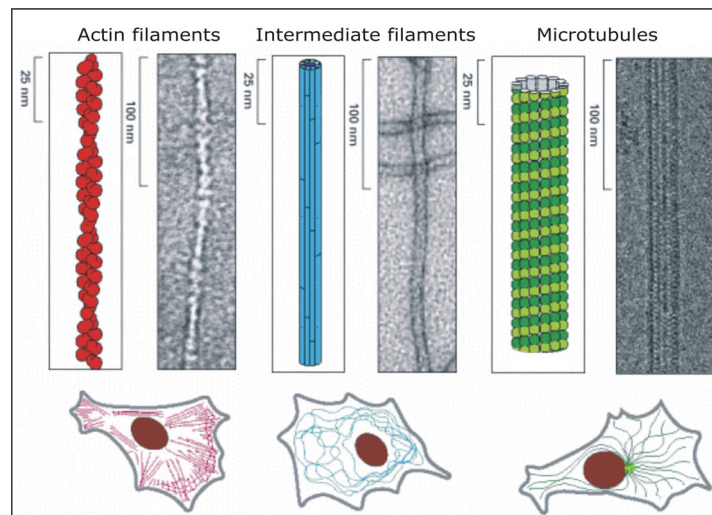 Actin filaments
Intermediate filaments
Microtubules
25 nm
100 nm
25 nm
100 nm
25 nm
100 nm